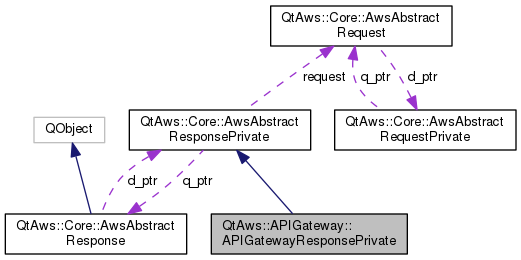 QtAws::Core::AwsAbstract
Request
request
q_ptr
d_ptr
QObject
QtAws::Core::AwsAbstract
ResponsePrivate
QtAws::Core::AwsAbstract
RequestPrivate
d_ptr
q_ptr
QtAws::Core::AwsAbstract
Response
QtAws::APIGateway::
APIGatewayResponsePrivate